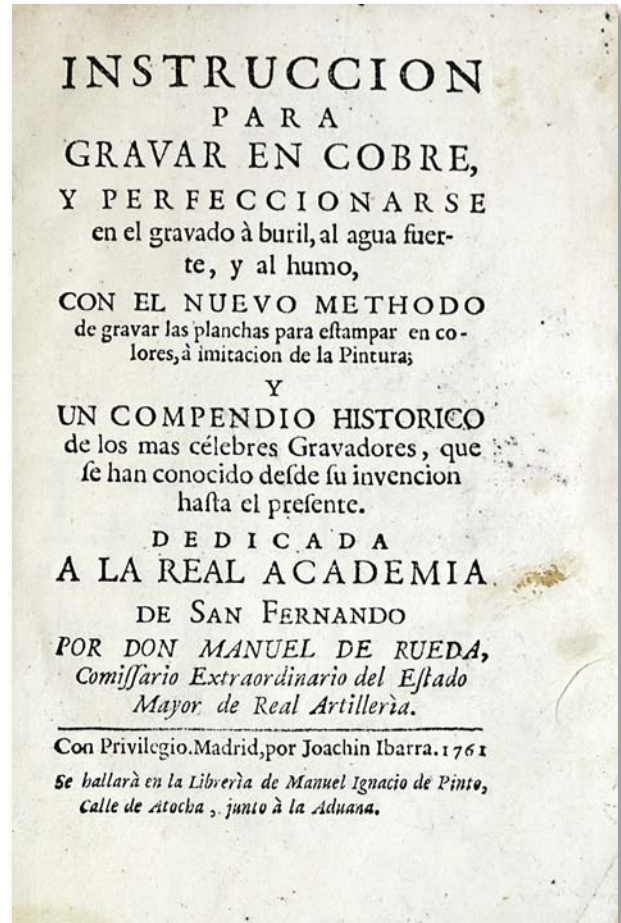 INSTRUCCION
PARA
GRAVAR EN COBRE,
Y PERFECCIONARSE
en el gravado à buril, al agua fuer-
te, y al humo,
CON EL NUEVO METHODO
de gravar las planchas para eſtampar en co-
lores, à imitacion de la Pintura;
Y
UN COMPENDIO HISTORICO
de los mas célebres Gravadores, que
ſe han conocido deſde ſu invencion
haſta el preſente.
DEDICADA
A LA REAL ACADEMIA
DE SAN FERNANDO
POR DON MANUEL DE RUEDA,
Comiſſario Extraordinario del Eſtado
Mayor de Real Artillerìa.
Con Privilegio. Madrid, por Joachin Ibarra. 1761
Se hallarà en la Librerìa de Manuel Ignacio de Pinto,
Calle de Atocha, junto à la Aduana.